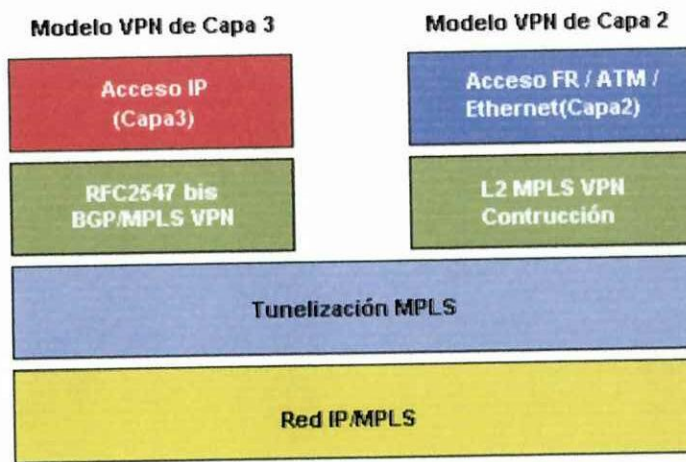 Modelo VPN de Capa 3
Modelo VPN de Capa 2
Acceso IP
(Capa3)
Acceso FR / ATM /
Ethernet(Capa2)
RFC2547 bis
BGP/MPLS VPN
L2 MPLS VPN
Contrucción
Tunelización MPLS
Red IP/MPLS